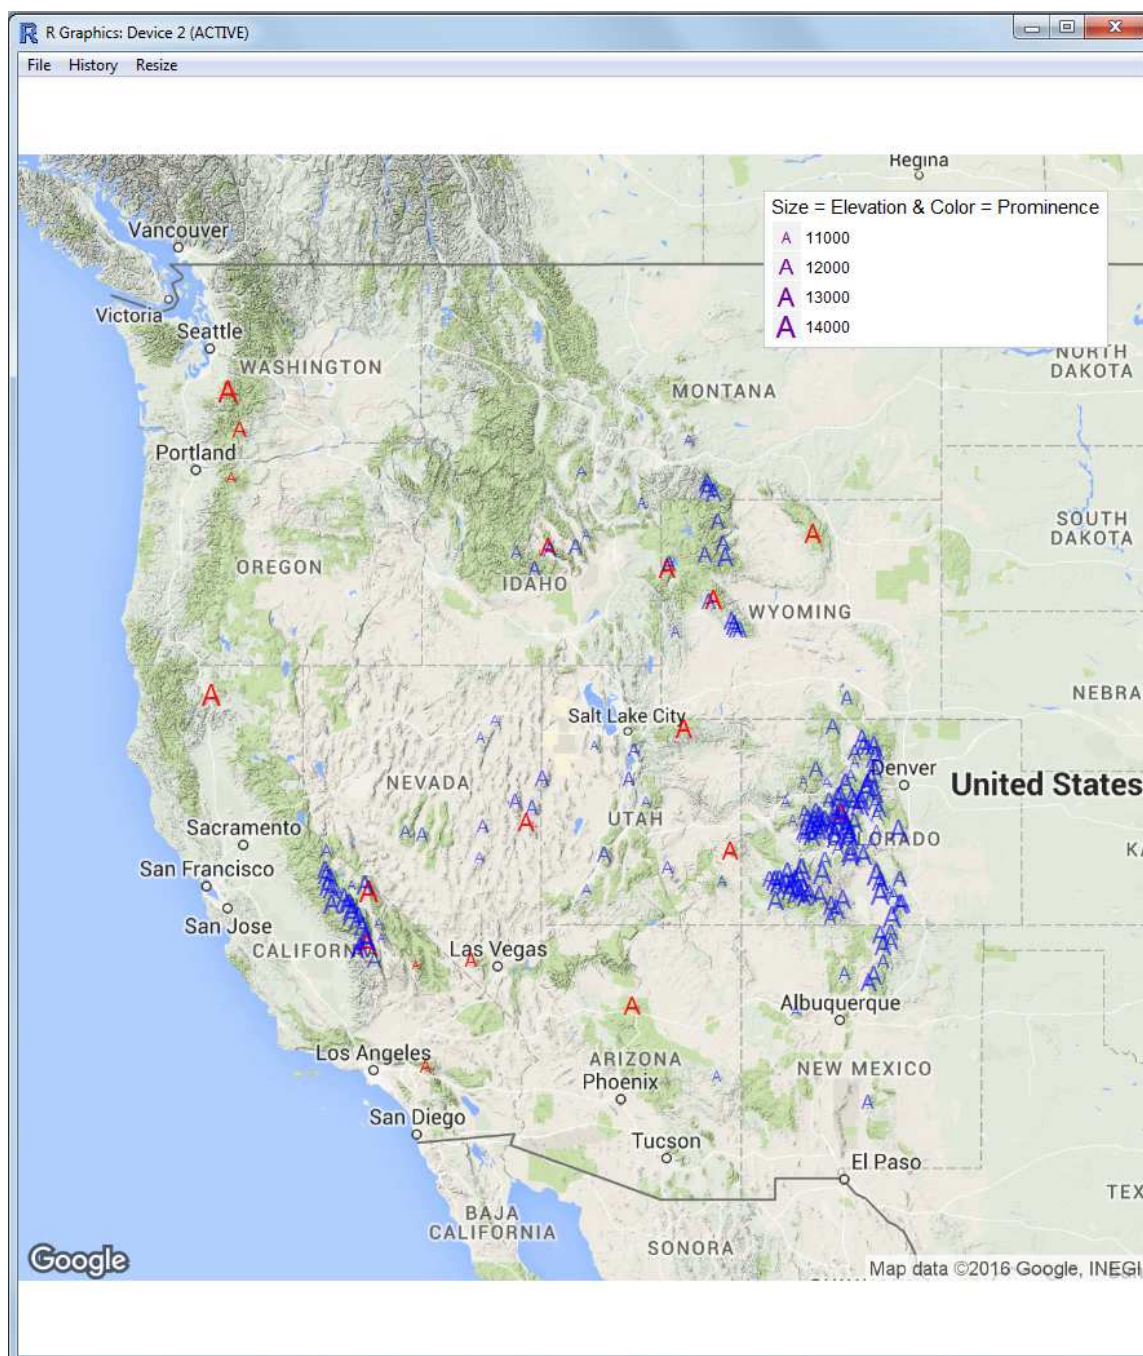 R Graphics: Device 2 (ACTIVE)
File History Resize
Regina
Size = Elevation & Color = Prominence
A 11000
A 12000
A 13000
A 14000
Vancouver
Victoria
Seattle
WASHINGTON
NORTH
DAKOTA
MONTANA
Portland
SOUTH
DAKOTA
OREGON
IDAHO
WYOMING
NEBRA
Salt Lake City
Denver
NEVADA
United States
UTAH
Sacramento
LORADO
KA
San Francisco
San Jose
CALIFORN
Las Vegas
Albuquerque
Los Angeles
ARIZONA
NEW MEXICO
Phoenix
San Diego
Tucson
El Paso
TEX
BAJA
CALIFORNIA
SONORA
Google
Map data ©2016 Google, INEGI